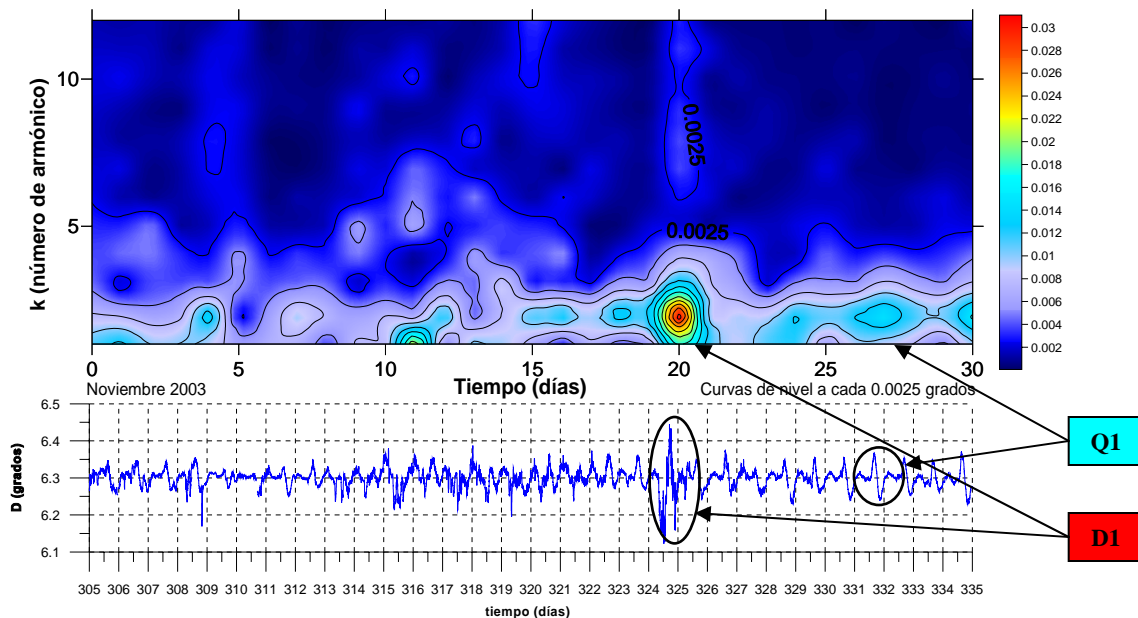 k (número de armónico)
10
5
0.0025
0.0025
0.03
0.028
0.026
0.024
0.022
0.02
0.018
0.016
0.014
0.012
0.01
0.008
0.006
0.004
0.002
0 5 10 15 20 25 30
Noviembre 2003
Tiempo (días)
Curvas de nivel a cada 0.0025 grados
D (grados)
6.5
6.4
6.3
6.2
6.1
305 306 307 308 309 310 311 312 313 314 315 316 317 318 319 320 321 322 323 324 325 326 327 328 329 330 331 332 333 334 335
tiempo (días)
Q1
D1